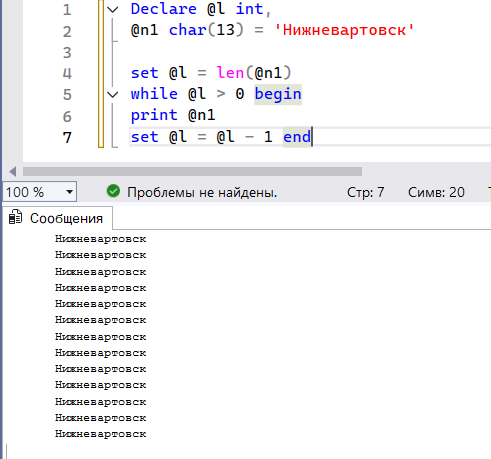 1 Declare @l int,
2 @n1 char(13) = 'Нижневартовск'
3
4 set @l = len(@n1)
5 while @l > 0 begin
6 print @n1
7 set @l = @l - 1 end
100 % Проблемы не найдены. Стр: 7 Симв: 20
Сообщения
Нижневартовск
Нижневартовск
Нижневартовск
Нижневартовск
Нижневартовск
Нижневартовск
Нижневартовск
Нижневартовск
Нижневартовск
Нижневартовск
Нижневартовск
Нижневартовск
Нижневартовск